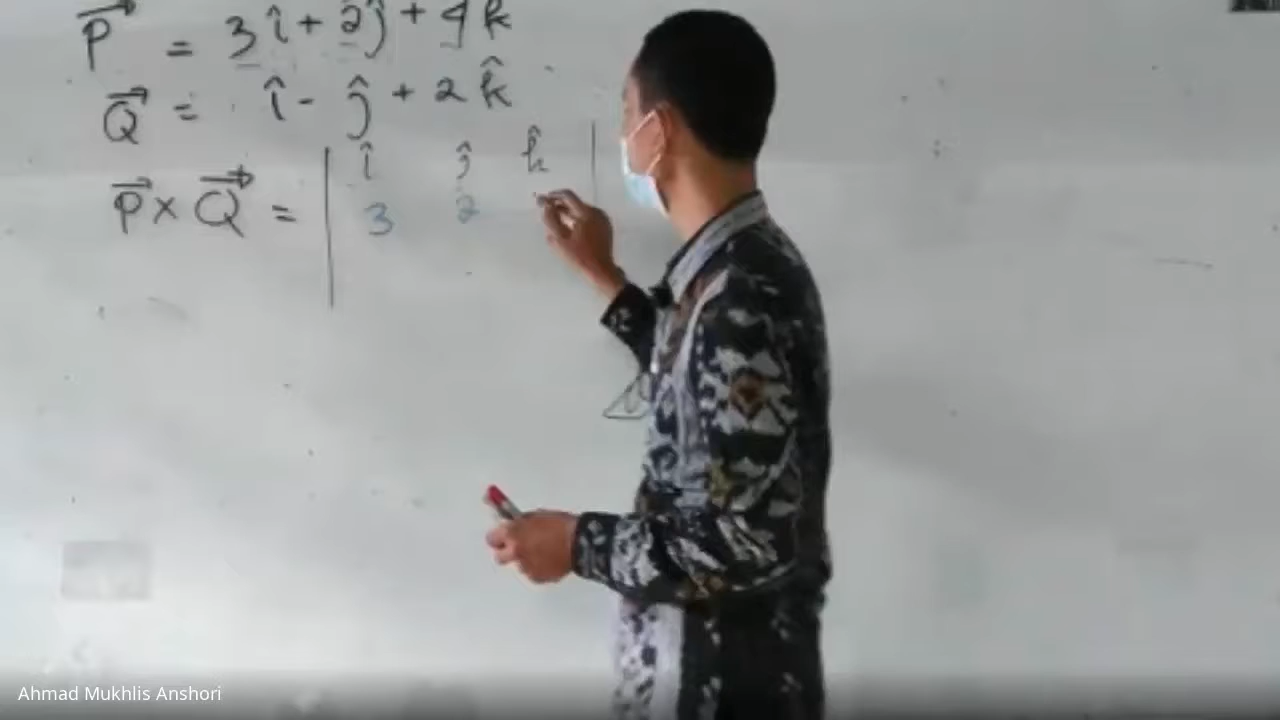 P⃗ = 3î + 2ĵ + 4k̂
Q⃗ = î - ĵ + 2k̂
P⃗ x Q⃗ = | î ĵ k̂ |
3 2
Ahmad Mukhlis Anshori